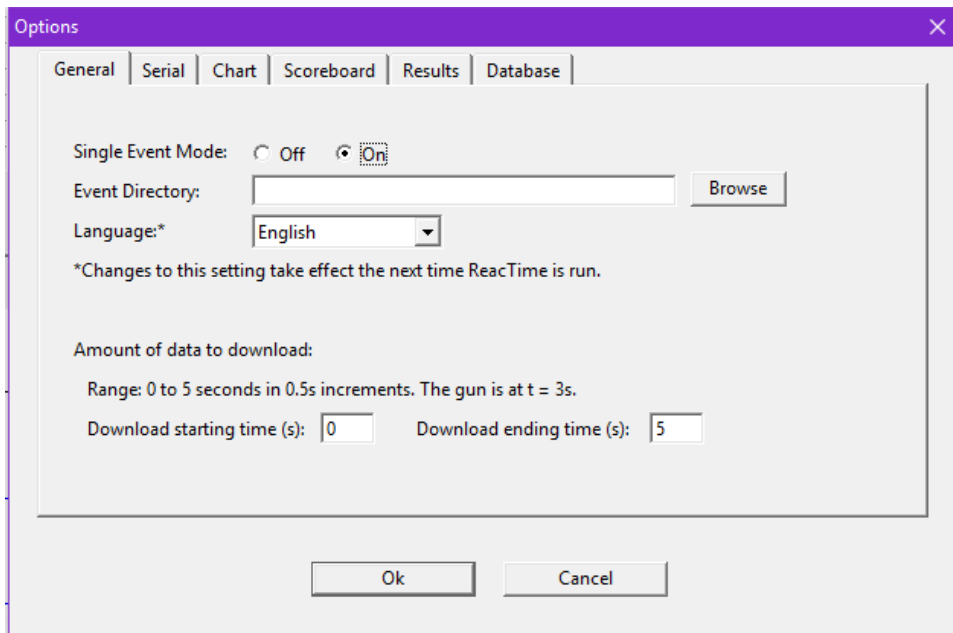 Options
General Serial Chart Scoreboard Results Database
Single Event Mode: Off On
Event Directory: Browse
Language:* English
*Changes to this setting take effect the next time ReacTime is run.
Amount of data to download:
Range: 0 to 5 seconds in 0.5s increments. The gun is at t = 3s.
Download starting time (s): 0 Download ending time (s): 5
Ok Cancel